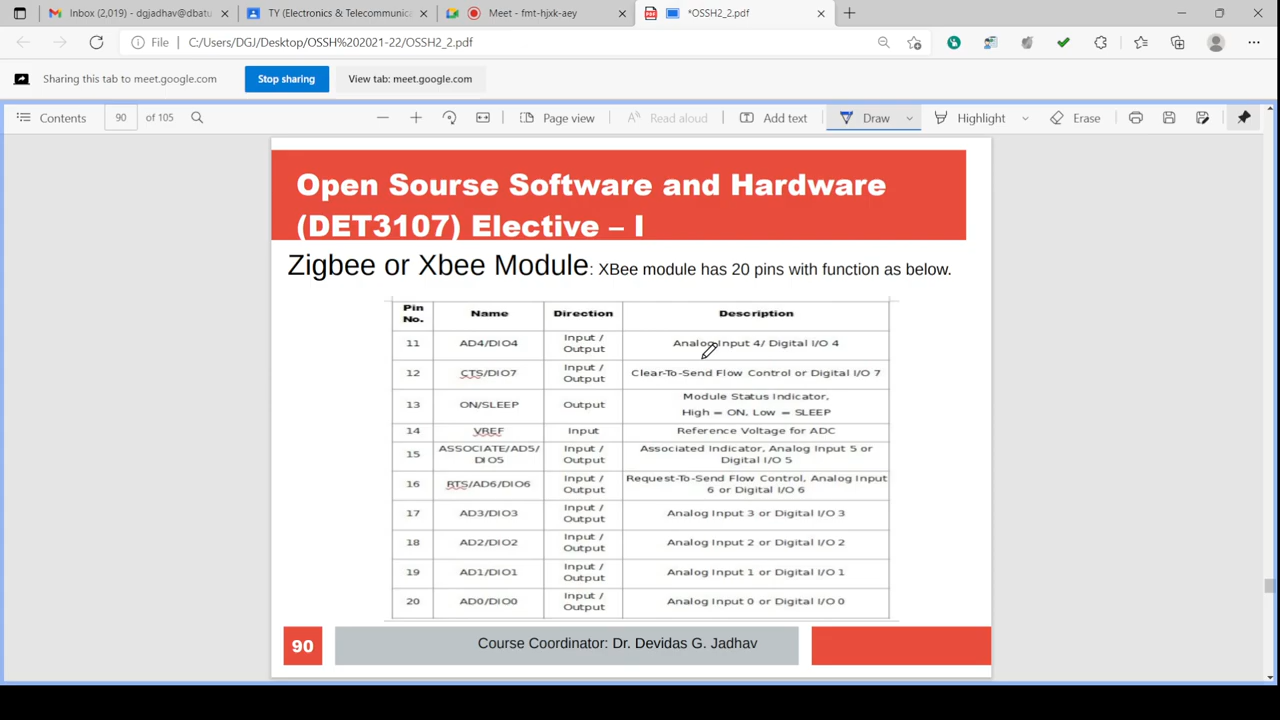 Inbox (2,019) - dgjadhav@dbatu
TY (Electronics & Telecommunica
Meet - fmt-hjxk-aey
*OSSH2_2.pdf
File
C:/Users/DGJ/Desktop/OSSH%202021-22/OSSH2_2.pdf
Sharing this tab to meet.google.com
Stop sharing
View tab: meet.google.com
Contents
90
of 105
Page view
Read aloud
Add text
Draw
Highlight
Erase
Open Sourse Software and Hardware
(DET3107) Elective – I
Zigbee or Xbee Module: XBee module has 20 pins with function as below.
Pin No. Name Direction Description
11 AD4/DIO4 Input / Output Analog Input 4/ Digital I/O 4
12 CTS/DIO7 Input / Output Clear-To-Send Flow Control or Digital I/O 7
13 ON/SLEEP Output Module Status Indicator,
High = ON, Low = SLEEP
14 VREF Input Reference Voltage for ADC
15 ASSOCIATE/AD5/DIO5 Input / Output Associated Indicator, Analog Input 5 or Digital I/O 5
16 RTS/AD6/DIO6 Input / Output Request-To-Send Flow Control, Analog Input 6 or Digital I/O 6
17 AD3/DIO3 Input / Output Analog Input 3 or Digital I/O 3
18 AD2/DIO2 Input / Output Analog Input 2 or Digital I/O 2
19 AD1/DIO1 Input / Output Analog Input 1 or Digital I/O 1
20 AD0/DIO0 Input / Output Analog Input 0 or Digital I/O 0
90
Course Coordinator: Dr. Devidas G. Jadhav